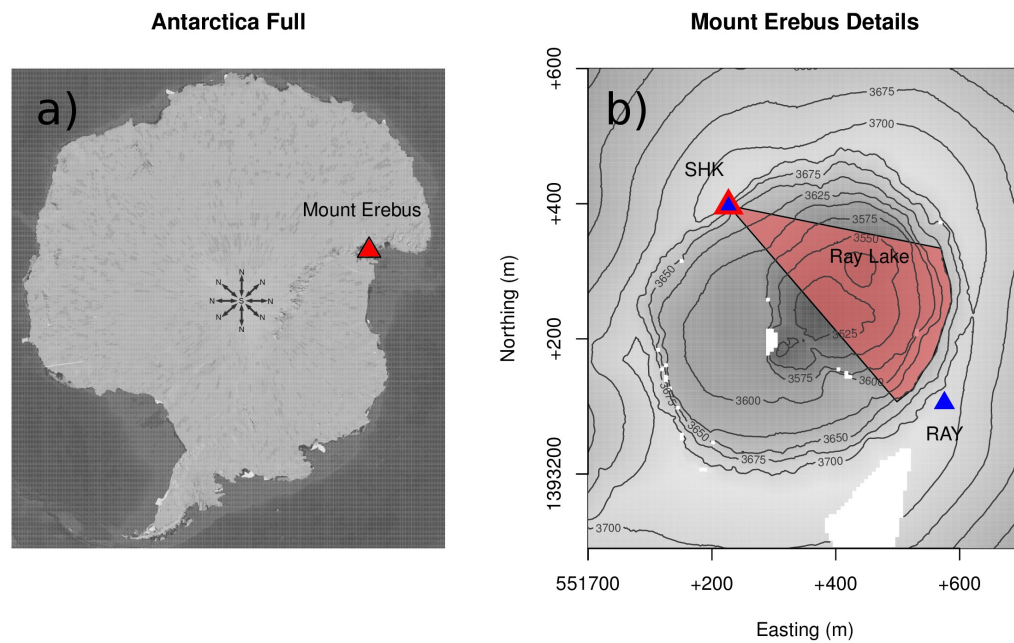 Antarctica Full
a)
Mount Erebus
N
N
N
N
S
N
N
N
N
Mount Erebus Details
b)
SHK
Ray Lake
RAY
3675
3700
3675
3625
3575
3550
3650
3525
3575
3600
3600
3675
3650
3650
3675
3700
3700
Northing (m)
+600
+400
+200
1393200
551700
+200
+400
+600
Easting (m)